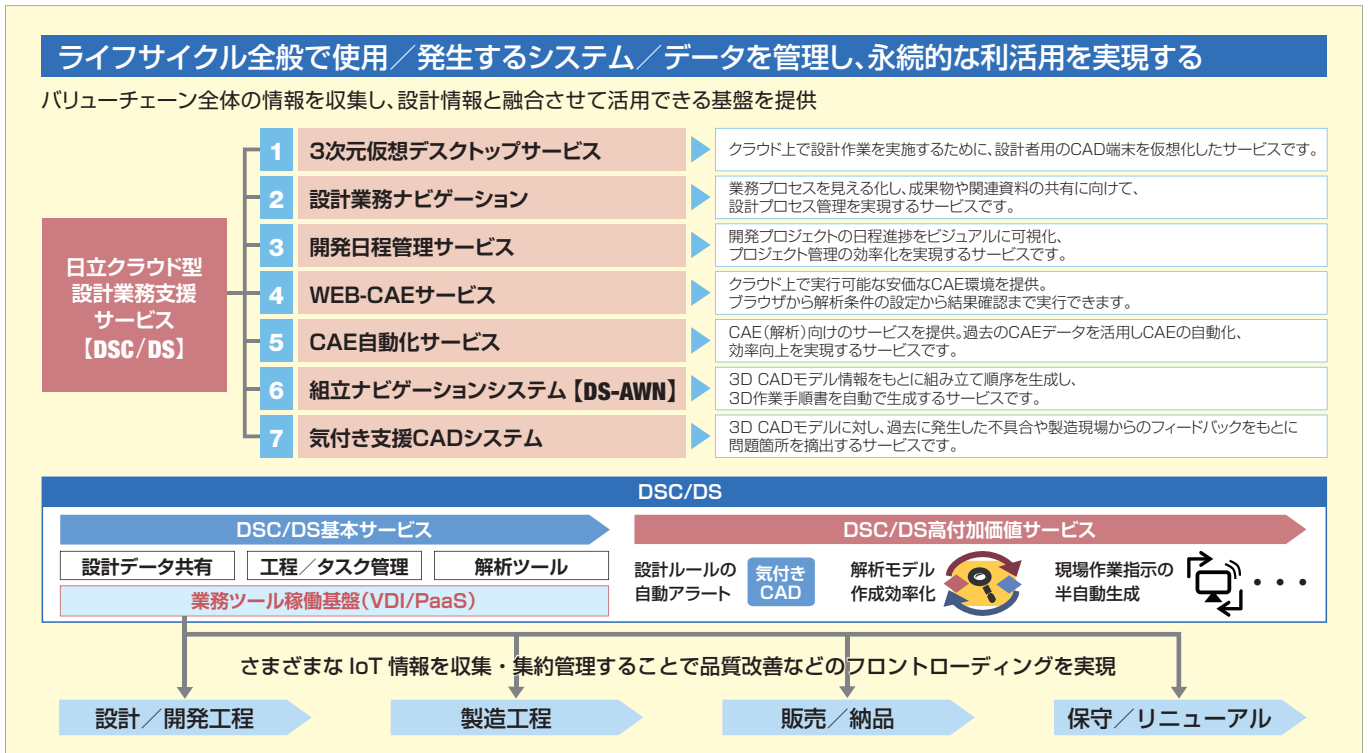 ライフサイクル全般で使用／発生するシステム／データを管理し、永続的な利活用を実現する
バリューチェーン全体の情報を収集し、設計情報と融合させて活用できる基盤を提供
日立クラウド型
設計業務支援
サービス
【DSC/DS】
1 3次元仮想デスクトップサービス
クラウド上で設計作業を実施するために、設計者用のCAD端末を仮想化したサービスです。
2 設計業務ナビゲーション
業務プロセスを見える化し、成果物や関連資料の共有に向けて、
設計プロセス管理を実現するサービスです。
3 開発日程管理サービス
開発プロジェクトの日程進捗をビジュアルに可視化、
プロジェクト管理の効率化を実現するサービスです。
4 WEB-CAEサービス
クラウド上で実行可能な安価なCAE環境を提供。
ブラウザから解析条件の設定から結果確認まで実行できます。
5 CAE自動化サービス
CAE（解析）向けのサービスを提供。過去のCAEデータを活用しCAEの自動化、
効率向上を実現するサービスです。
6 組立ナビゲーションシステム【DS-AWN】
3D CADモデル情報をもとに組み立て順序を生成し、
3D作業手順書を自動で生成するサービスです。
7 気付き支援CADシステム
3D CADモデルに対し、過去に発生した不具合や製造現場からのフィードバックをもとに
問題箇所を摘出するサービスです。
DSC/DS
DSC/DS基本サービス
設計データ共有 工程／タスク管理 解析ツール
業務ツール稼働基盤（VDI/PaaS）
DSC/DS高付加価値サービス
設計ルールの
自動アラート
気付き
CAD
解析モデル
作成効率化
現場作業指示の
半自動生成
・・・
さまざまな IoT 情報を収集・集約管理することで品質改善などのフロントローディングを実現
設計／開発工程 製造工程 販売／納品 保守／リニューアル